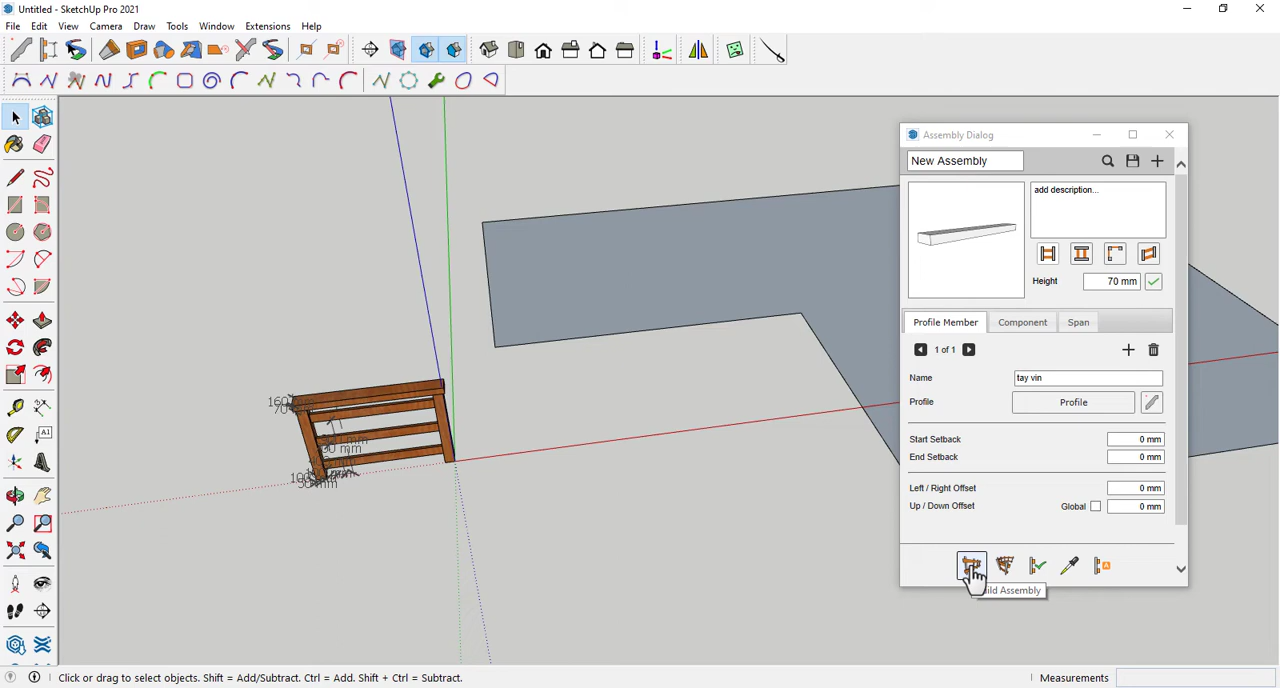 Untitled - SketchUp Pro 2021
File Edit View Camera Draw Tools Window Extensions Help
Assembly Dialog
New Assembly
add description...
Height 70 mm
Profile Member Component Span
1 of 1
Name tay vin
Profile Profile
Start Setback 0 mm
End Setback 0 mm
Left / Right Offset 0 mm
Up / Down Offset Global 0 mm
ild Assembly
Click or drag to select objects. Shift = Add/Subtract. Ctrl = Add. Shift + Ctrl = Subtract.
Measurements